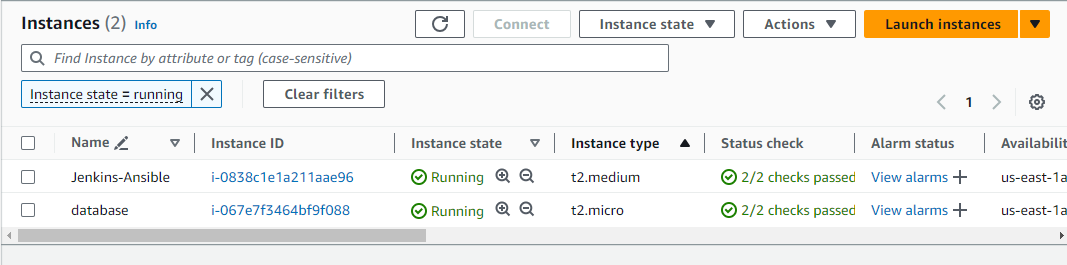 Instances (2) Info Connect Instance state Actions Launch instances
Find Instance by attribute or tag (case-sensitive)
Instance state = running Clear filters
1
Name Instance ID Instance state Instance type Status check Alarm status Availabilit
Jenkins-Ansible i-0838c1e1a211aae96 Running t2.medium 2/2 checks passed View alarms us-east-1a
database i-067e7f3464bf9f088 Running t2.micro 2/2 checks passed View alarms us-east-1a